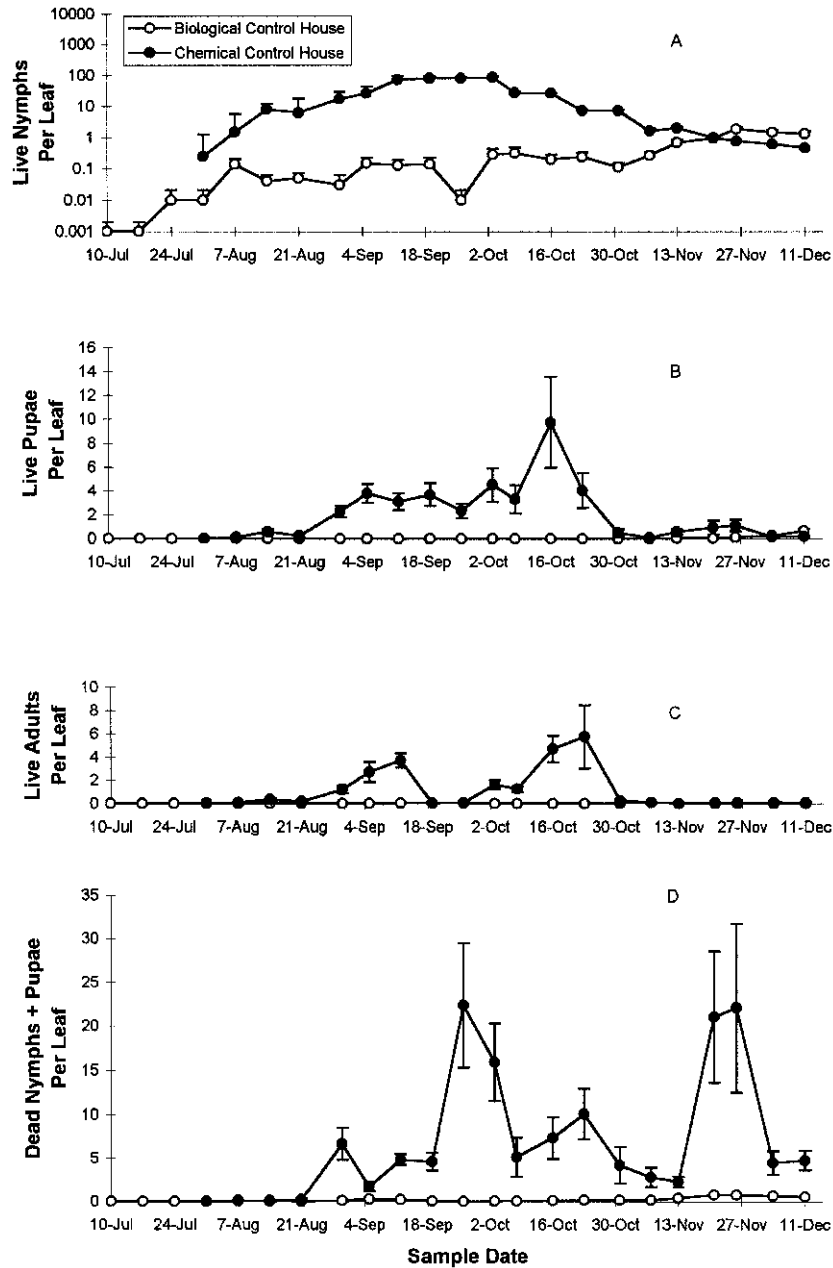 Biological Control House
Chemical Control House
A
Live Nymphs
Per Leaf
10000
1000
100
10
1
0.1
0.01
0.001
10-Jul 24-Jul 7-Aug 21-Aug 4-Sep 18-Sep 2-Oct 16-Oct 30-Oct 13-Nov 27-Nov 11-Dec
B
Live Pupae
Per Leaf
16
14
12
10
8
6
4
2
0
10-Jul 24-Jul 7-Aug 21-Aug 4-Sep 18-Sep 2-Oct 16-Oct 30-Oct 13-Nov 27-Nov 11-Dec
C
Live Adults
Per Leaf
10
8
6
4
2
0
10-Jul 24-Jul 7-Aug 21-Aug 4-Sep 18-Sep 2-Oct 16-Oct 30-Oct 13-Nov 27-Nov 11-Dec
D
Dead Nymphs + Pupae
Per Leaf
35
30
25
20
15
10
5
0
10-Jul 24-Jul 7-Aug 21-Aug 4-Sep 18-Sep 2-Oct 16-Oct 30-Oct 13-Nov 27-Nov 11-Dec
Sample Date